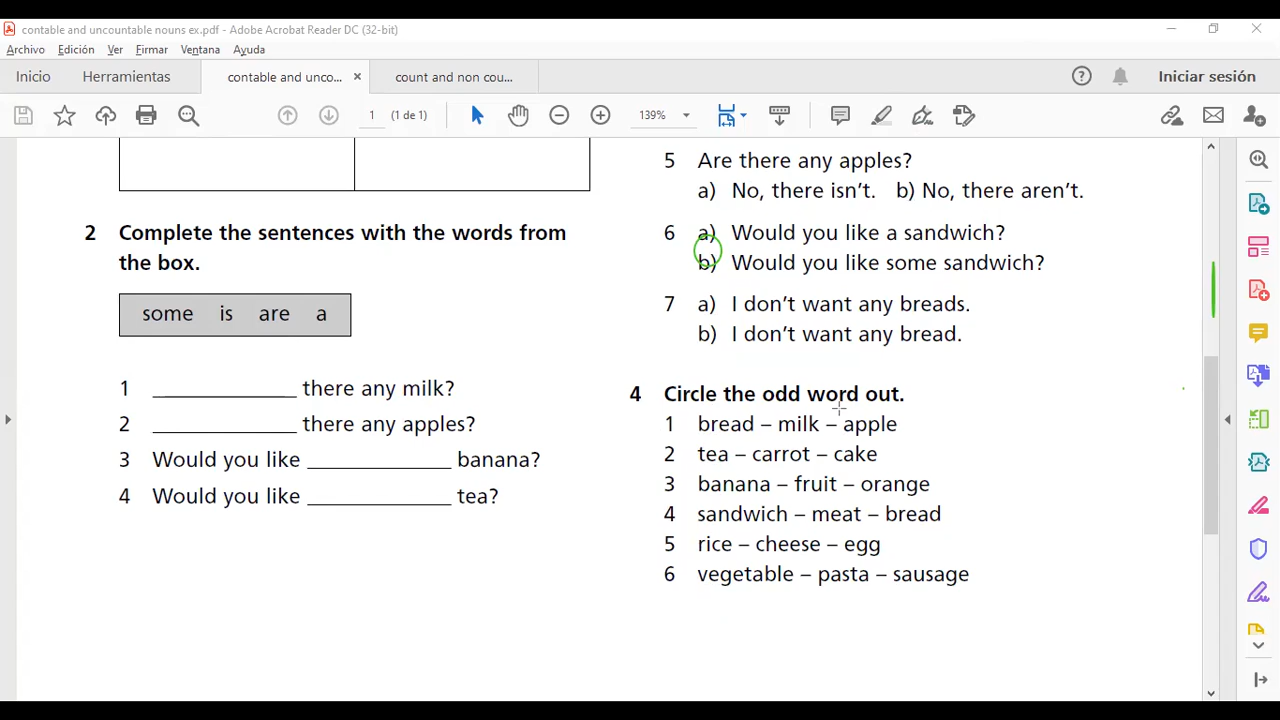 contable and uncountable nouns ex.pdf - Adobe Acrobat Reader DC (32-bit)
Archivo Edición Ver Firmar Ventana Ayuda
Inicio Herramientas contable and unco... × count and non cou... Iniciar sesión
1 (1 de 1) 139%
2 Complete the sentences with the words from
the box.
some is are a
1 ____________ there any milk?
2 ____________ there any apples?
3 Would you like ____________ banana?
4 Would you like ____________ tea?
5 Are there any apples?
a) No, there isn't. b) No, there aren't.
6 a) Would you like a sandwich?
b) Would you like some sandwich?
7 a) I don't want any breads.
b) I don't want any bread.
4 Circle the odd word out.
1 bread – milk – apple
2 tea – carrot – cake
3 banana – fruit – orange
4 sandwich – meat – bread
5 rice – cheese – egg
6 vegetable – pasta – sausage